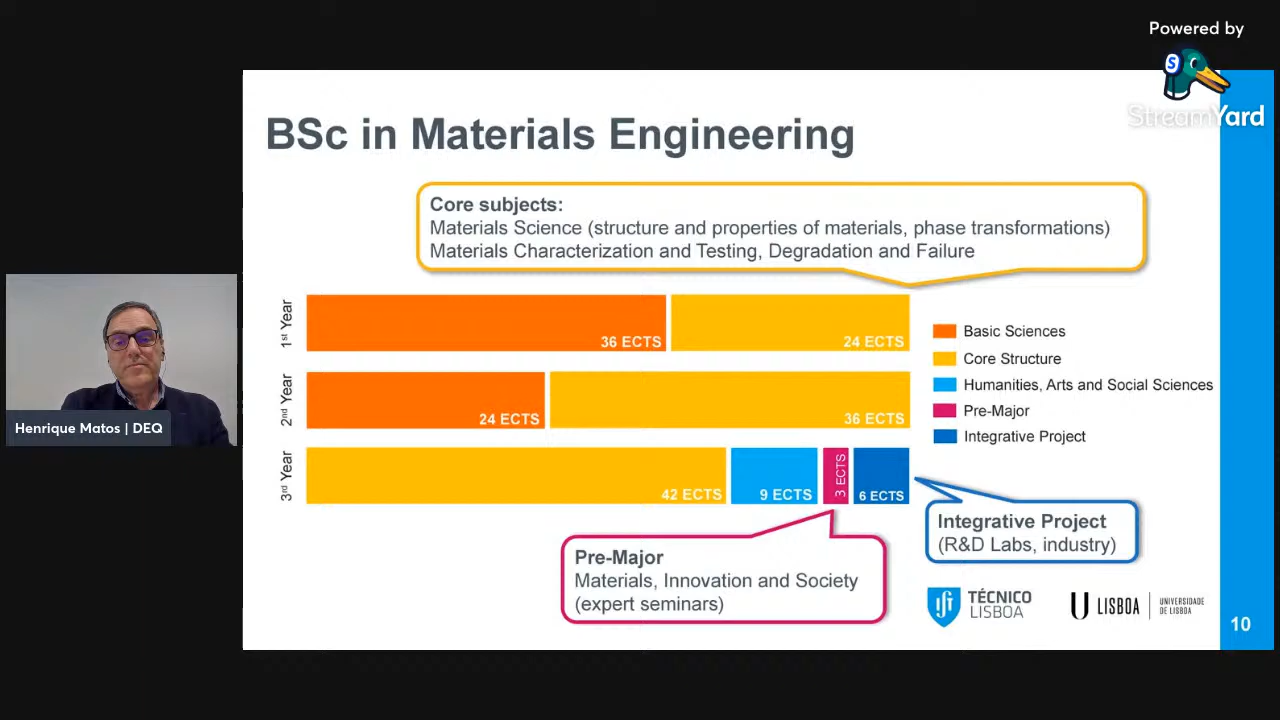 Powered by
S
StreamYard
BSc in Materials Engineering
Core subjects:
Materials Science (structure and properties of materials, phase transformations)
Materials Characterization and Testing, Degradation and Failure
1st Year
36 ECTS
24 ECTS
2nd Year
24 ECTS
36 ECTS
3rd Year
42 ECTS
9 ECTS
3 ECTS
6 ECTS
Basic Sciences
Core Structure
Humanities, Arts and Social Sciences
Pre-Major
Integrative Project
Henrique Matos | DEQ
Integrative Project
(R&D Labs, industry)
Pre-Major
Materials, Innovation and Society
(expert seminars)
TÉCNICO
LISBOA
U LISBOA
UNIVERSIDADE
DE LISBOA
10